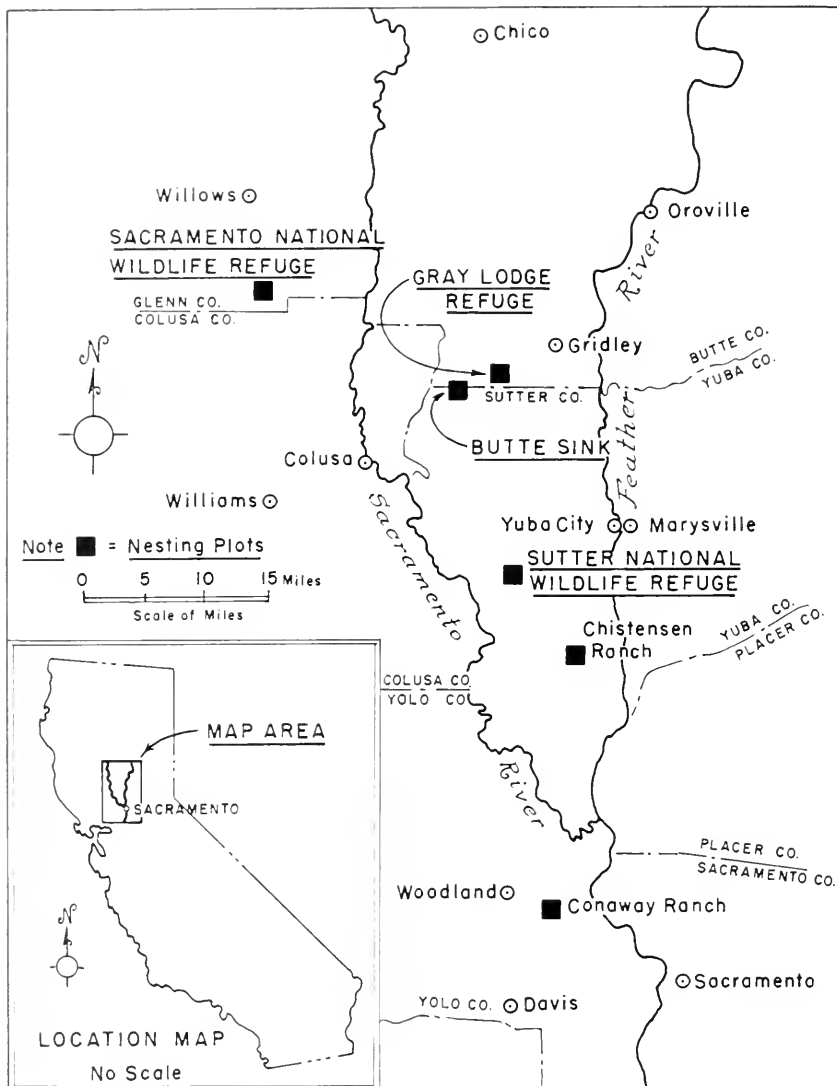 Chico
Willows
Oroville
SACRAMENTO NATIONAL
WILDLIFE REFUGE
GRAY LODGE
REFUGE
River
GLENN CO.
COLUSA CO.
Gridley
BUTTE CO.
YUBA CO.
N
SUTTER CO.
Feather
BUTTE SINK
Colusa
Williams
Sacramento
Yuba City
Marysville
Note = Nesting Plots
0 5 10 15 Miles
Scale of Miles
SUTTER NATIONAL
WILDLIFE REFUGE
Chistensen
Ranch
YUBA CO.
PLACER CO.
COLUSA CO.
YOLO CO.
MAP AREA
SACRAMENTO
River
PLACER CO.
SACRAMENTO CO.
Woodland
Conaway Ranch
N
Sacramento
YOLO CO.
Davis
LOCATION MAP
No Scale